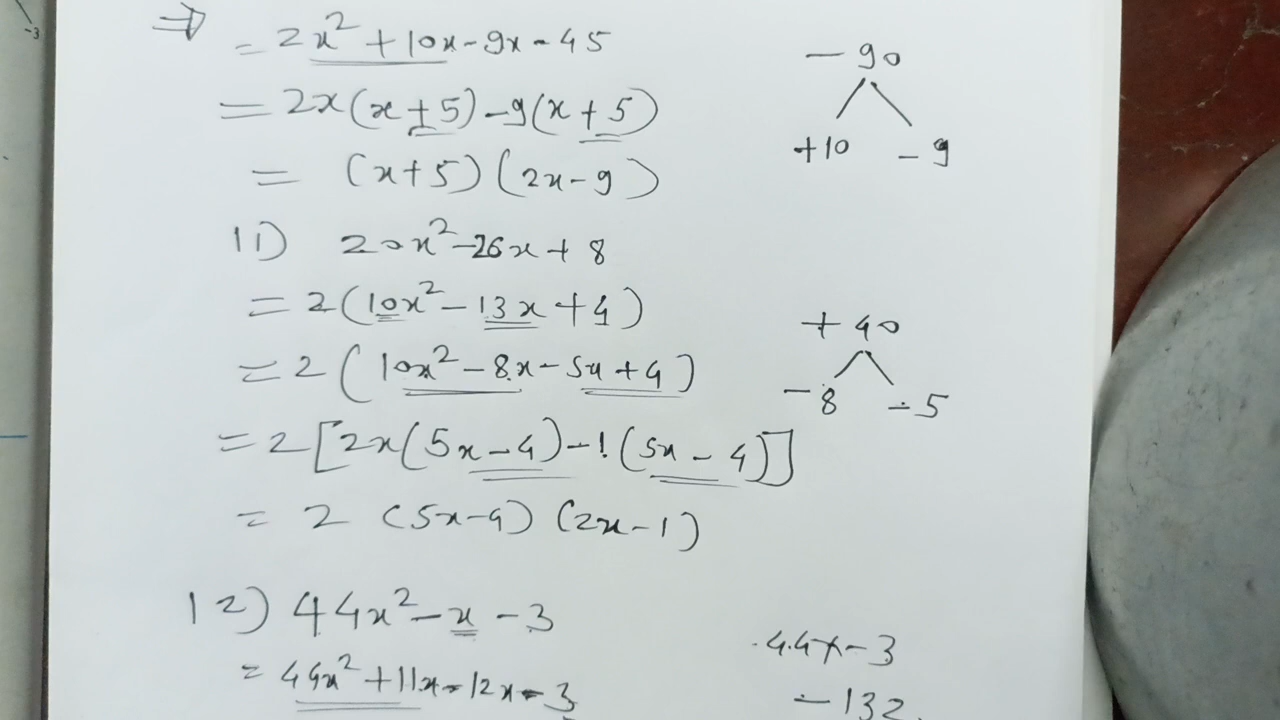 ⇒ = 2x² + 10x - 9x - 45
- 90
= 2x(x + 5) - 9(x + 5)
+10 - 9
= (x+5) (2x - 9)
11) 20x² - 26x + 8
= 2(10x² - 13x + 4)
+ 40
= 2 (10x² - 8x - 5x + 4)
- 8 - 5
= 2 [2x(5x - 4) - 1 (5x - 4)]
= 2 (5x - 4) (2x - 1)
12) 44x² - x - 3
44x - 3
= 44x² + 11x - 12x - 3
- 132
-3